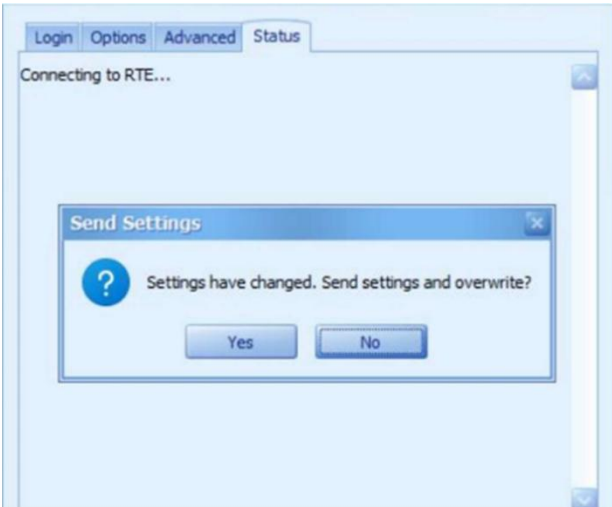 Login Options Advanced Status
Connecting to RTE...
Send Settings
?
Settings have changed. Send settings and overwrite?
Yes No